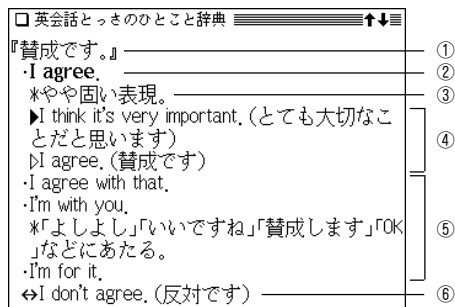 英会話とっさのひとこと辞典
『賛成です。』 ①
·I agree. ②
*やや固い表現。 ③
▶I think it's very important. (とても大切なこ
とだと思います) ④
▷I agree. (賛成です)
·I agree with that.
·I'm with you.
*「よしよし」「いいですね」「賛成します」「OK ⑤
」などにあたる。
·I'm for it.
↔I don't agree. (反対です) ⑥